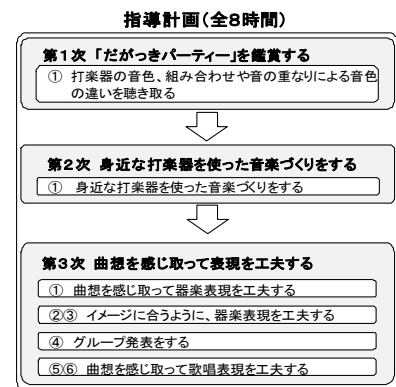 指導計画(全8時間)
第1次 「だがっきパーティー」を鑑賞する
① 打楽器の音色、組み合わせや音の重なりによる音色
の違いを聴き取る
第2次 身近な打楽器を使った音楽づくりをする
① 身近な打楽器を使った音楽づくりをする
第3次 曲想を感じ取って表現を工夫する
① 曲想を感じ取って器楽表現を工夫する
②③ イメージに合うように、器楽表現を工夫する
④ グループ発表をする
⑤⑥ 曲想を感じ取って歌唱表現を工夫する